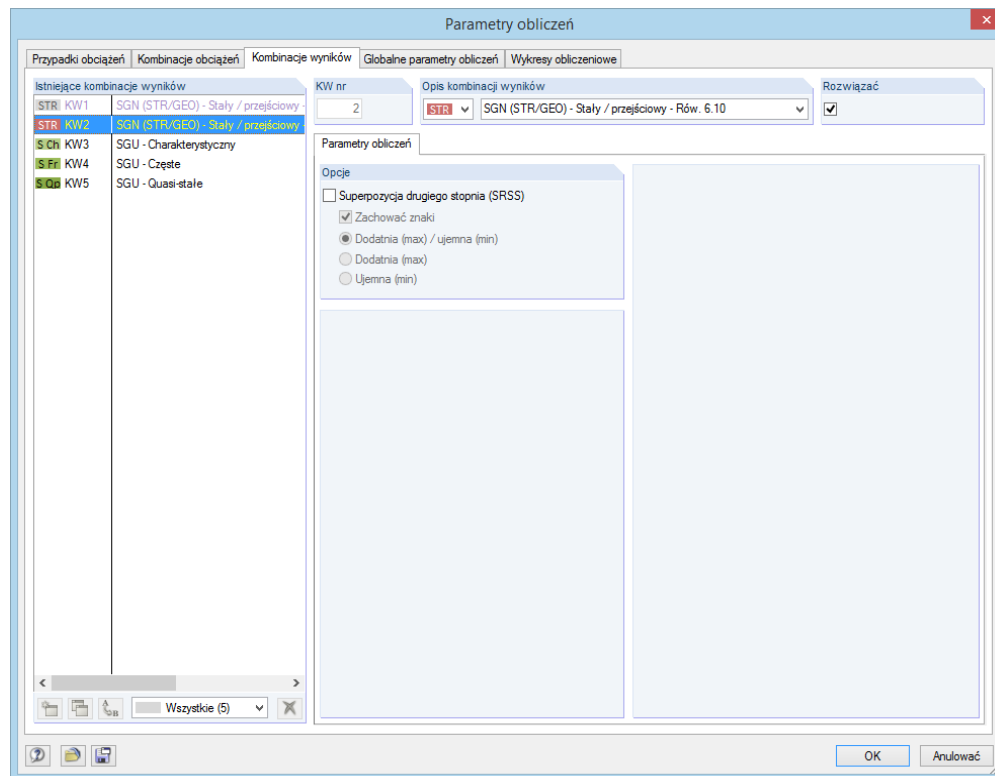 Parametry obliczeń
Przypadki obciążeń Kombinacje obciążeń Kombinacje wyników Globalne parametry obliczeń Wykresy obliczeniowe
Istniejące kombinacje wyników
STR KW1 SGN (STR/GEO) - Stały / przejściowy -
STR KW2 SGN (STR/GEO) - Stały / przejściowy -
S Ch KW3 SGU - Charakterystyczny
S Fr KW4 SGU - Częste
S Qp KW5 SGU - Quasi-stałe
Wszystkie (5)
KW nr
2
Opis kombinacji wyników
STR SGN (STR/GEO) - Stały / przejściowy - Rów. 6.10
Rozwiązać
Parametry obliczeń
Opcje
Superpozycja drugiego stopnia (SRSS)
Zachować znaki
Dodatnia (max) / ujemna (min)
Dodatnia (max)
Ujemna (min)
OK Anulować